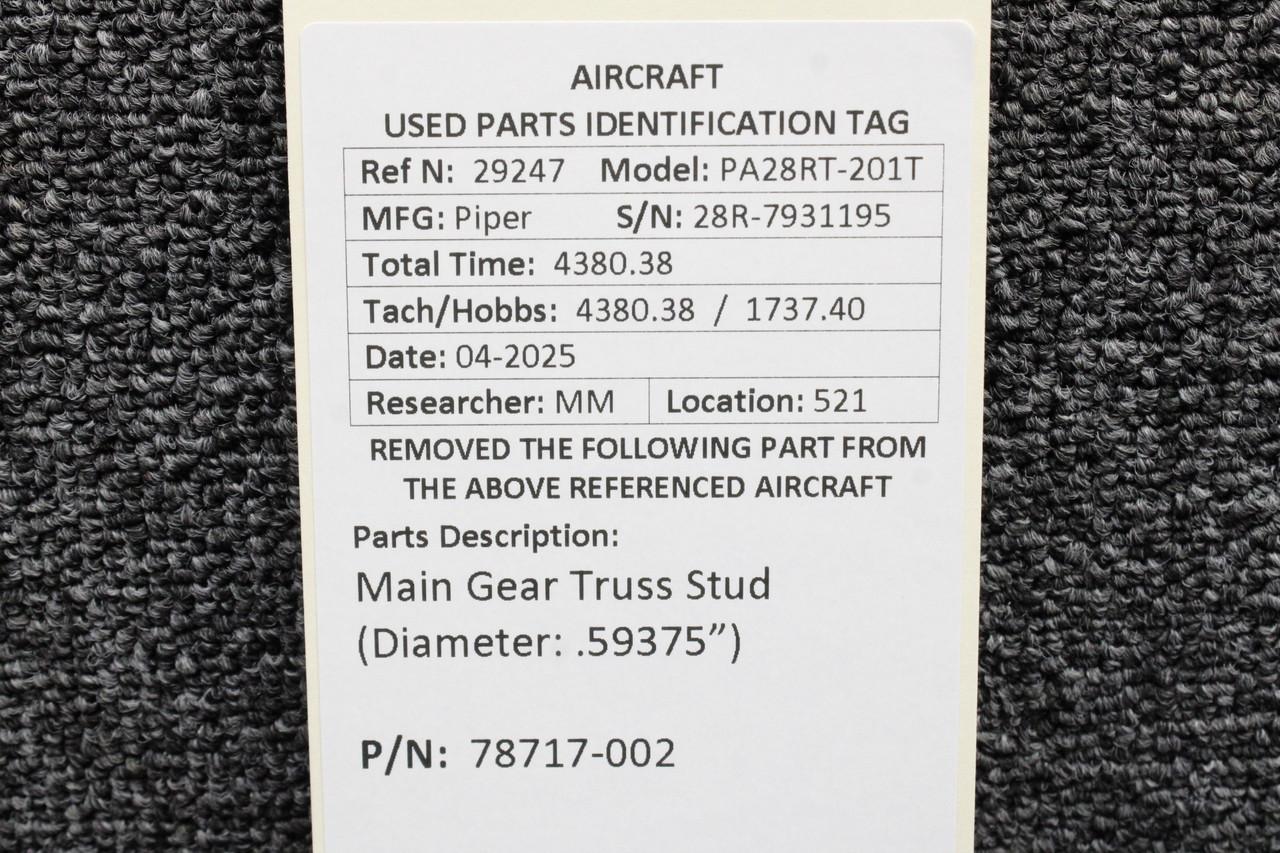 AIRCRAFT
USED PARTS IDENTIFICATION TAG
Ref N: 29247 Model: PA28RT-201T
MFG: Piper S/N: 28R-7931195
Total Time: 4380.38
Tach/Hobbs: 4380.38 / 1737.40
Date: 04-2025
Researcher: MM Location: 521
REMOVED THE FOLLOWING PART FROM
THE ABOVE REFERENCED AIRCRAFT
Parts Description:
Main Gear Truss Stud
(Diameter: .59375”)
P/N: 78717-002